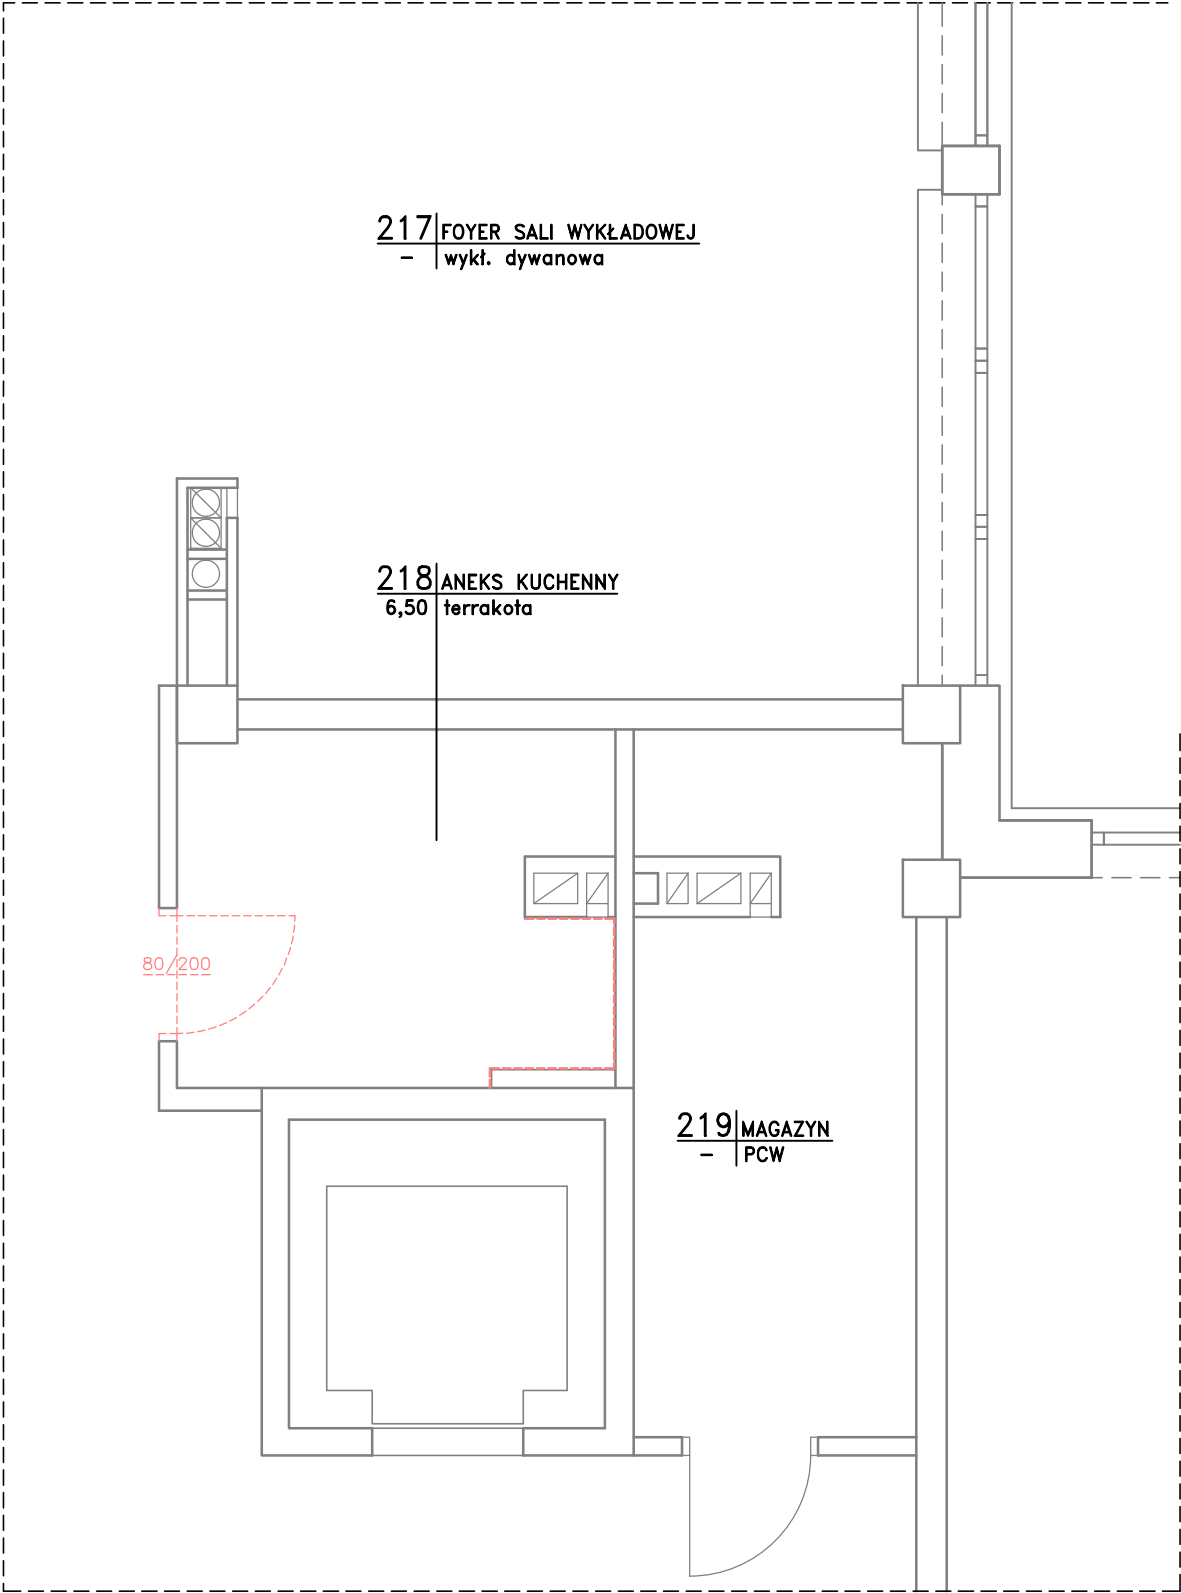 217 FOYER SALI WYKŁADOWEJ
- wykł. dywanowa
218 ANEKS KUCHENNY
6,50 terrakota
80/200
219 MAGAZYN
- PCW